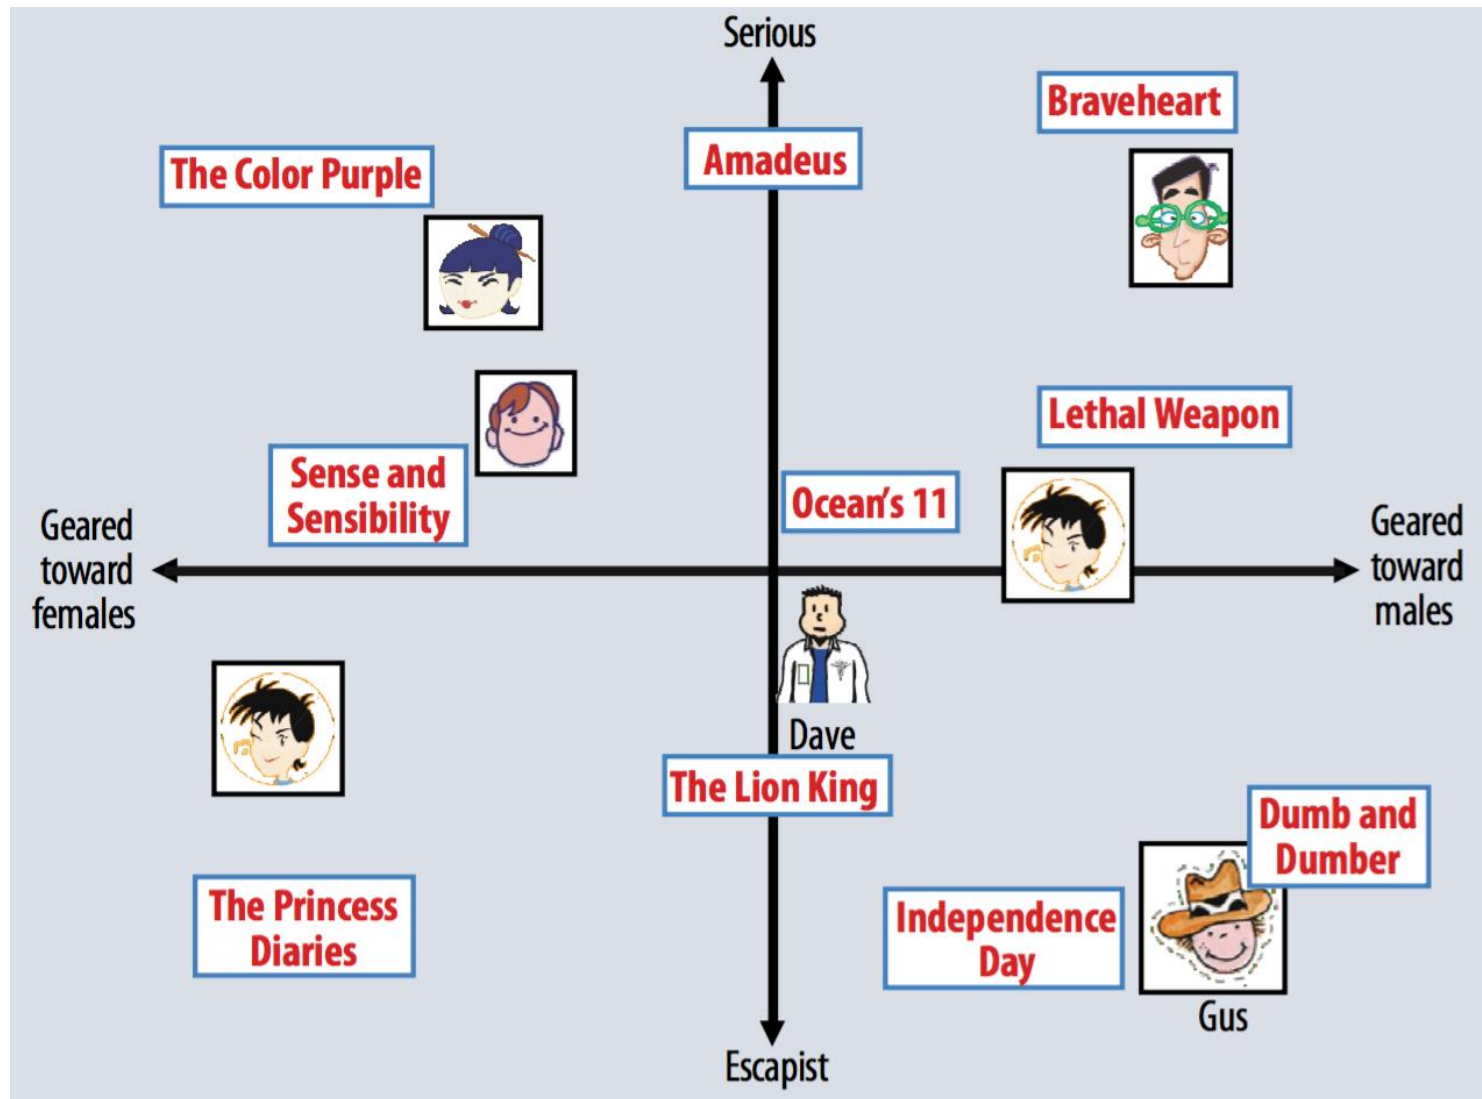 Serious
Braveheart
Amadeus
The Color Purple
Lethal Weapon
Sense and
Sensibility
Ocean's 11
Geared
toward
females
Geared
toward
males
Dave
The Lion King
Dumb and
Dumber
The Princess
Diaries
Independence
Day
Gus
Escapist